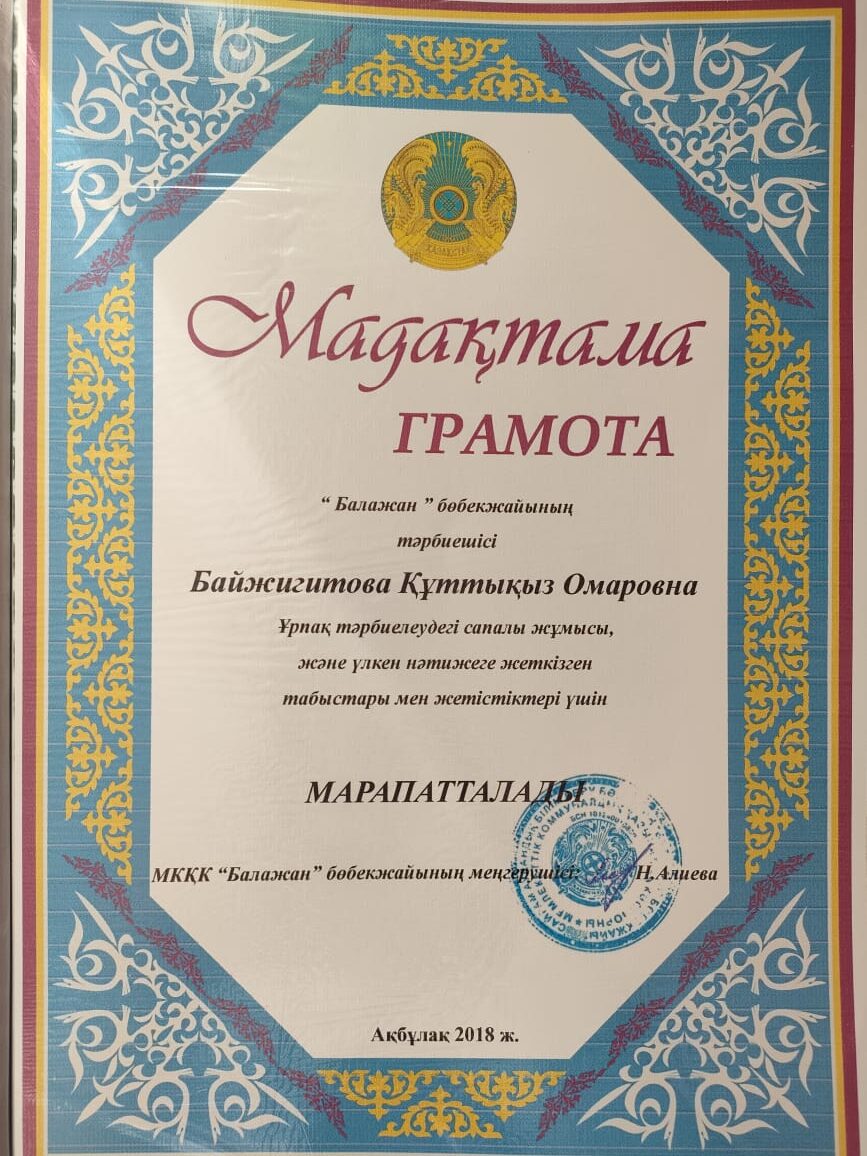 ҚАЗАҚСТАН
Мадақтама
ГРАМОТА
“ Балажан ” бөбекжайының
тәрбиешісі
Байжигитова Құттықыз Омаровна
Ұрпақ тәрбиелеудегі сапалы жұмысы,
және үлкен нәтижеге жеткізген
табыстары мен жетістіктері үшін
МАРАПАТТАЛАДЫ
МКҚК “Балажан” бөбекжайының меңгерушісі: Н.Алиева
Ақбұлақ 2018 ж.